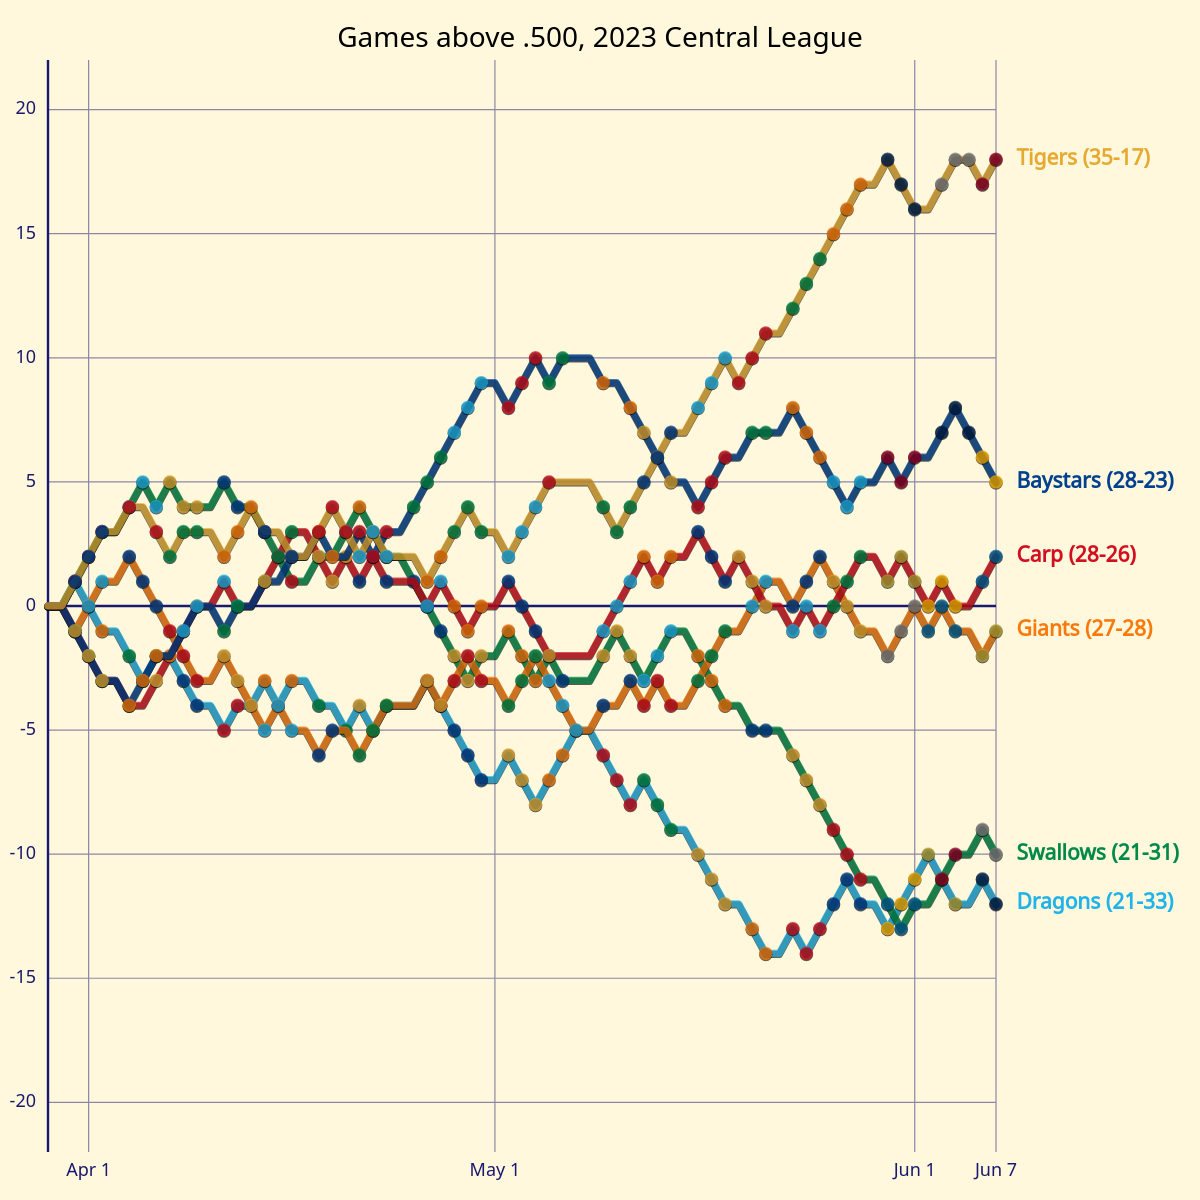 Games above .500, 2023 Central League
20
15
10
5
0
-5
-10
-15
-20
Tigers (35-17)
Baystars (28-23)
Carp (28-26)
Giants (27-28)
Swallows (21-31)
Dragons (21-33)
Apr 1
May 1
Jun 1
Jun 7